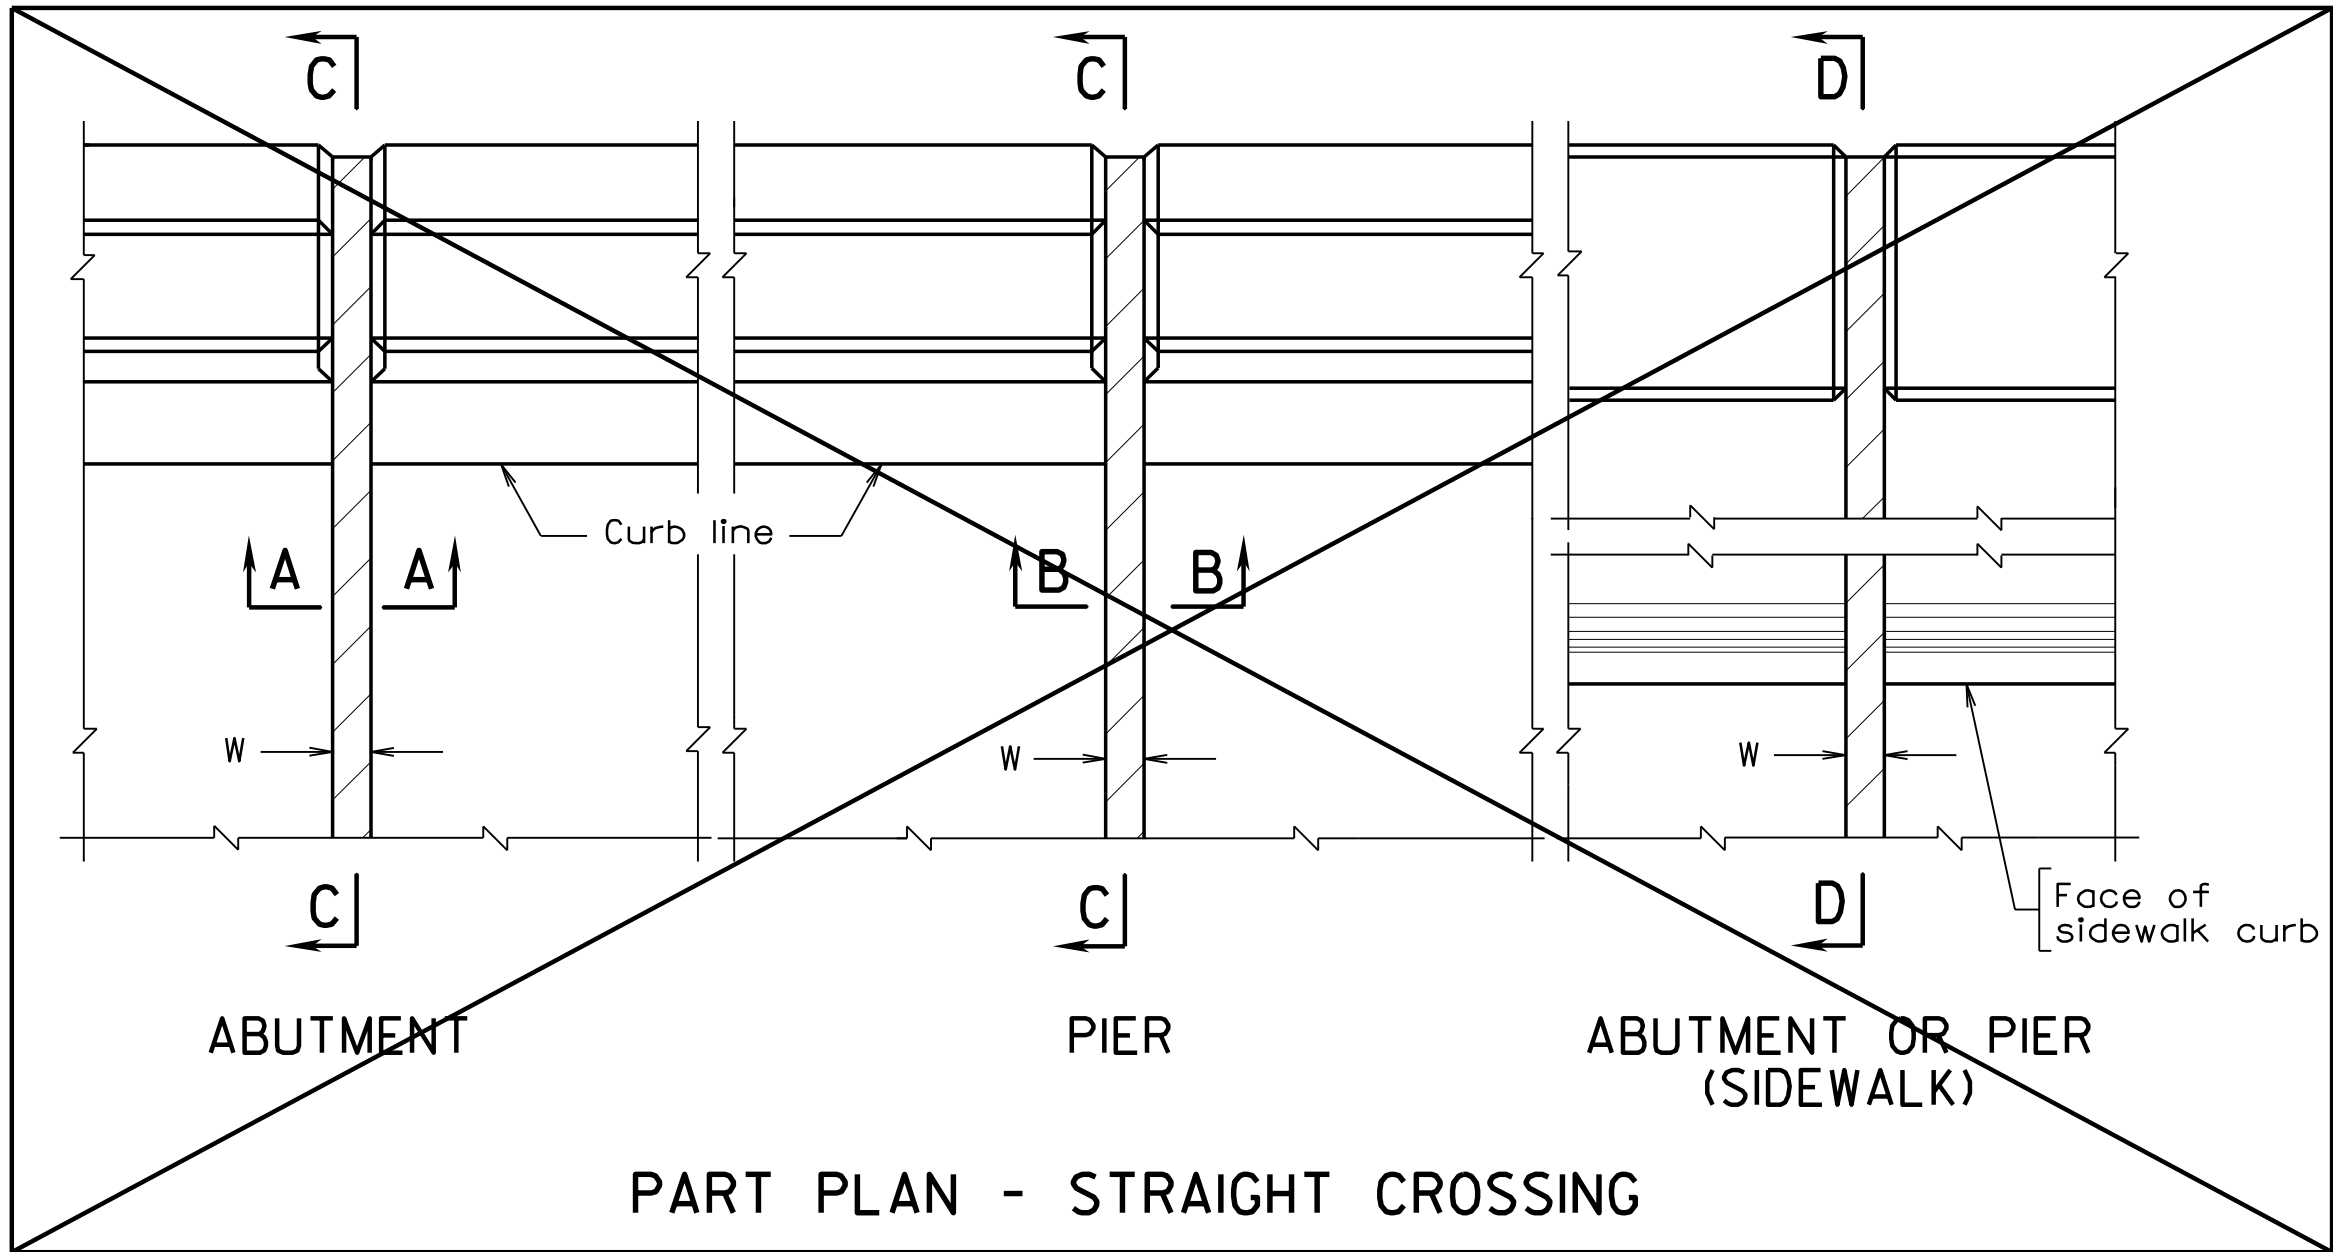 C C D
Curb line
A A B B
W W W
C C D
Face of
sidewalk curb
ABUTMENT PIER ABUTMENT OR PIER
(SIDEWALK)
PART PLAN - STRAIGHT CROSSING